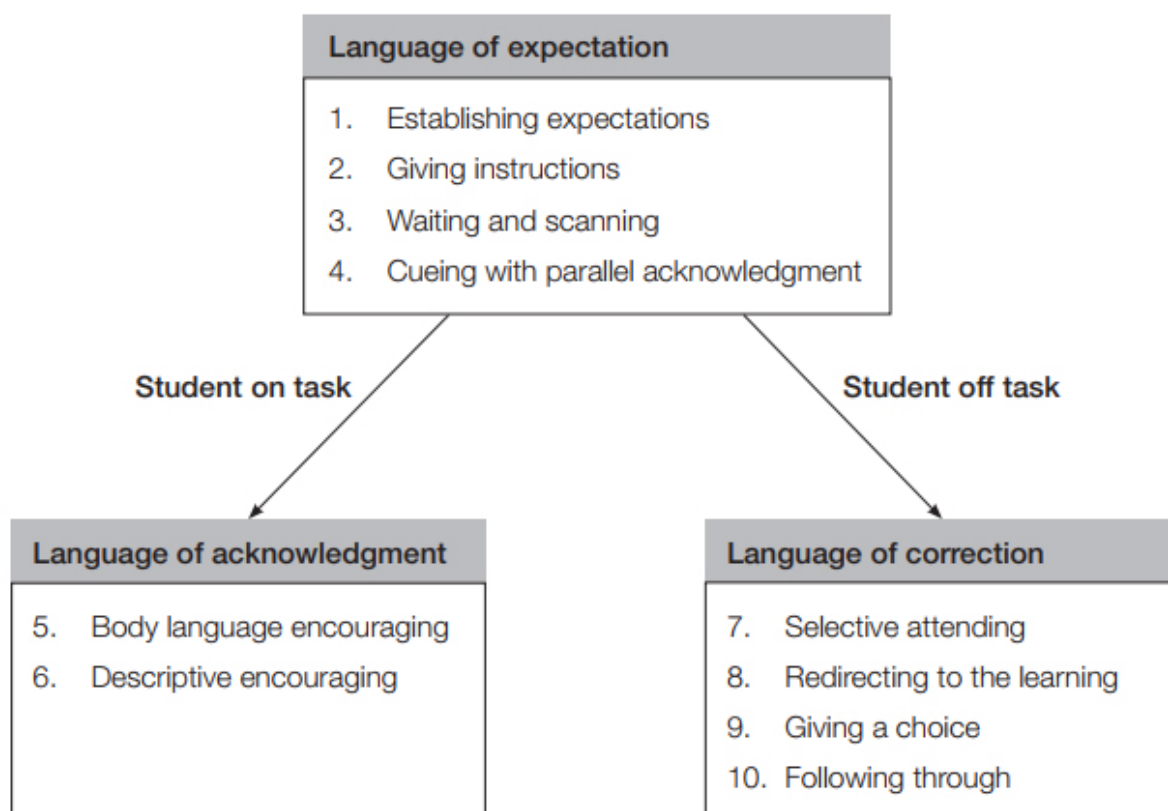 Language of expectation
1. Establishing expectations
2. Giving instructions
3. Waiting and scanning
4. Cueing with parallel acknowledgment
Student on task
Student off task
Language of acknowledgment
5. Body language encouraging
6. Descriptive encouraging
Language of correction
7. Selective attending
8. Redirecting to the learning
9. Giving a choice
10. Following through